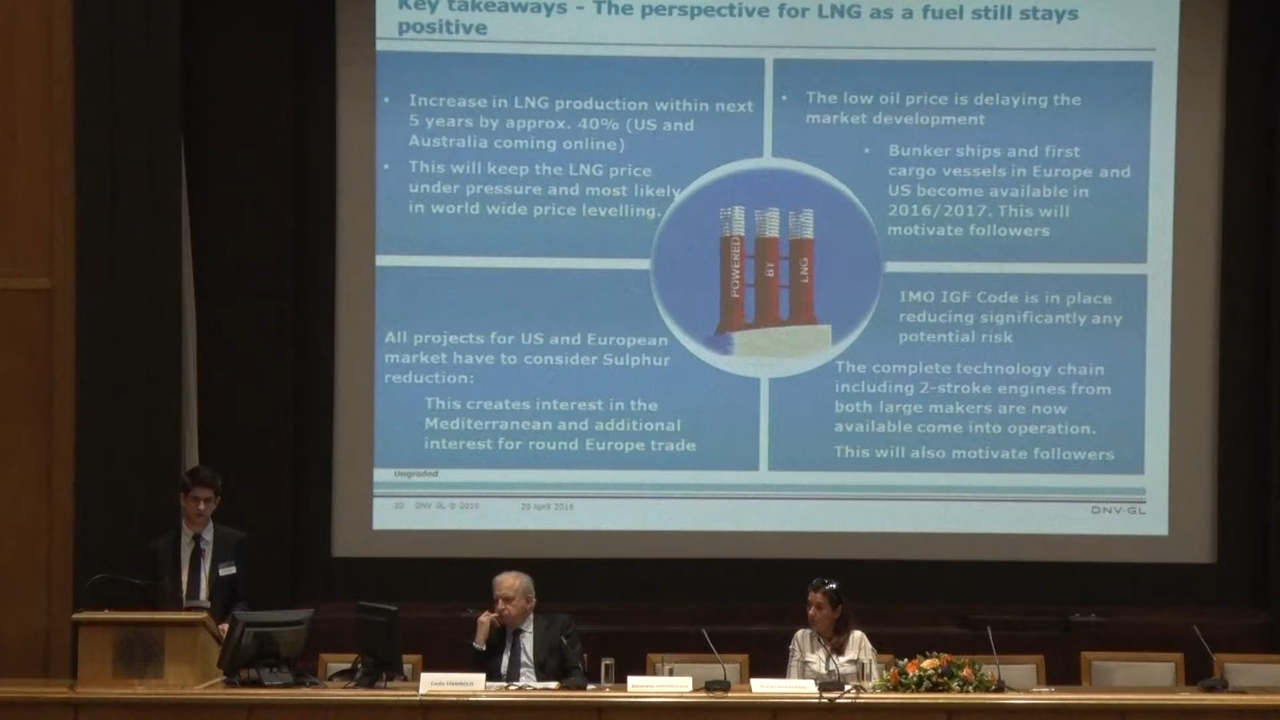 Key takeaways - The perspective for LNG as a fuel still stays
positive
• Increase in LNG production within next
5 years by approx. 40% (US and
Australia coming online)
• This will keep the LNG price
under pressure and most likely
in world wide price levelling.
• The low oil price is delaying the
market development
• Bunker ships and first
cargo vessels in Europe and
US become available in
2016/2017. This will
motivate followers
POWERED
BY
LNG
All projects for US and European
market have to consider Sulphur
reduction:
This creates interest in the
Mediterranean and additional
interest for round Europe trade
IMO IGF Code is in place
reducing significantly any
potential risk
The complete technology chain
including 2-stroke engines from
both large makers are now
available come into operation.
This will also motivate followers
Ungraded
DNV GL © 2016
20 April 2016
DNV·GL